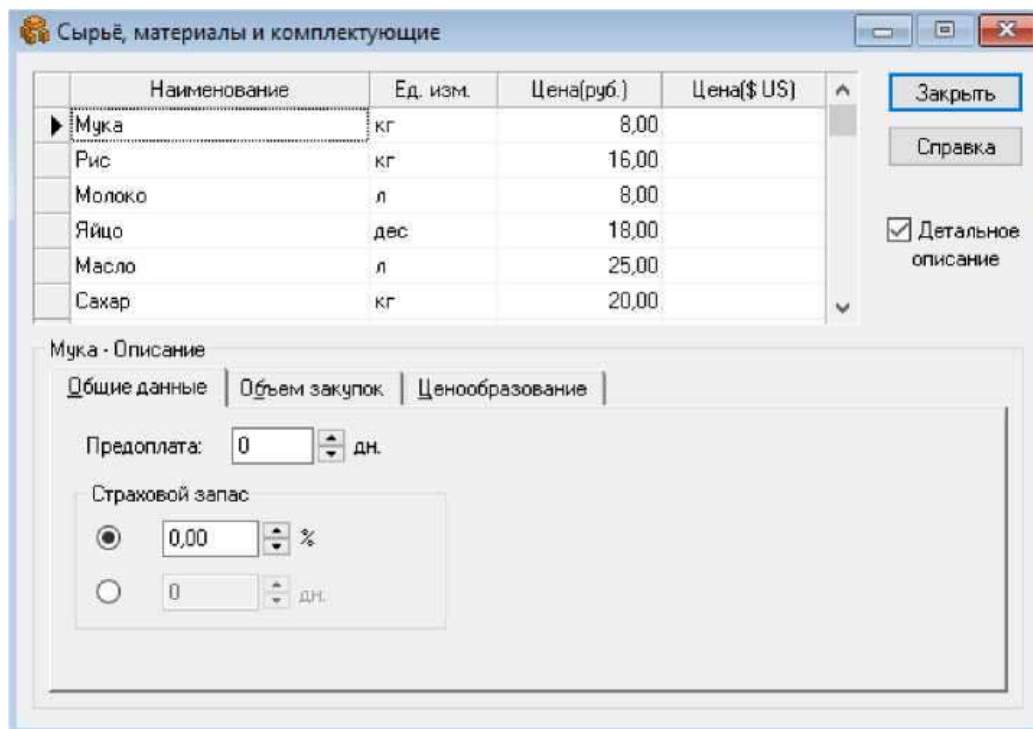 Сырьё, материалы и комплектующие
Наименование Ед. изм. Цена(руб.) Цена($ US)
Мука кг 8,00
Рис кг 16,00
Молоко л 8,00
Яйцо дес 18,00
Масло л 25,00
Сахар кг 20,00
Закрыть
Справка
Детальное
описание
Мука - Описание
Общие данные Объем закупок Ценообразование
Предоплата: 0 дн.
Страховой запас
0,00 %
0 дн.